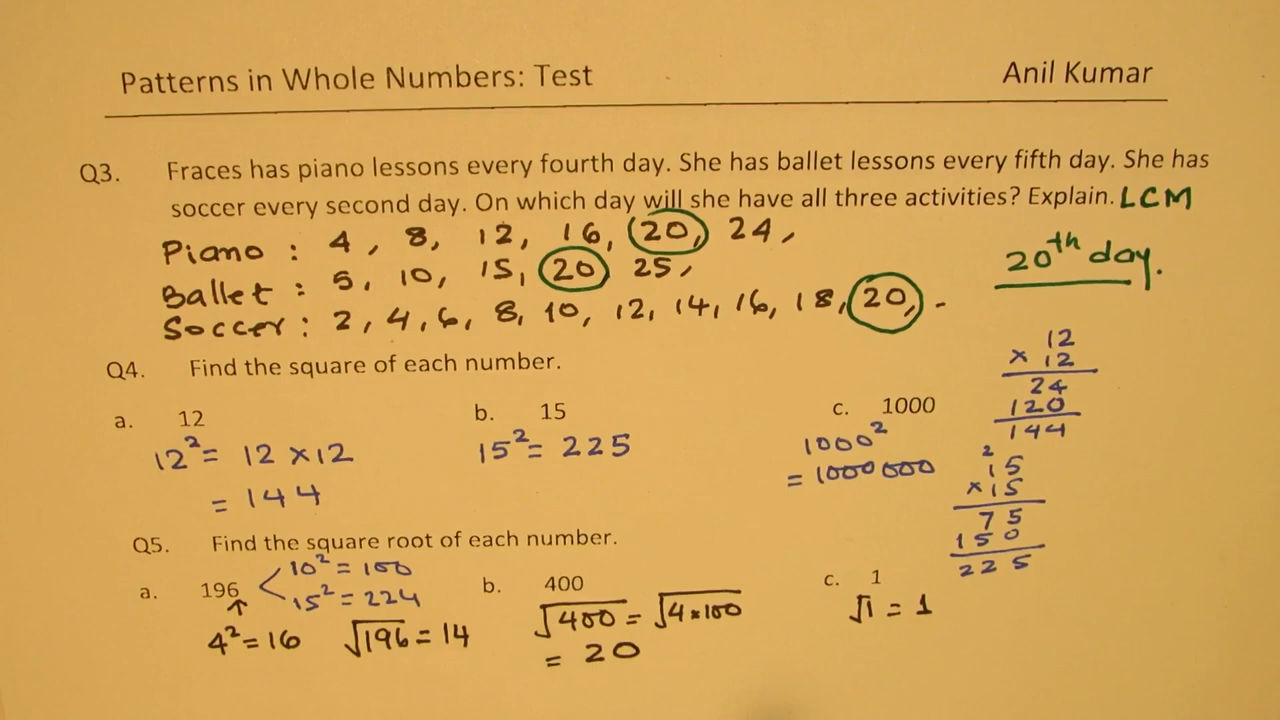 Patterns in Whole Numbers: Test Anil Kumar
Q3. Fraces has piano lessons every fourth day. She has ballet lessons every fifth day. She has
soccer every second day. On which day will she have all three activities? Explain. LCM
Piano : 4, 8, 12, 16, 20, 24,
Ballet : 5, 10, 15, 20 25,
Soccer : 2, 4, 6, 8, 10, 12, 14, 16, 18, 20, .
20th day.
Q4. Find the square of each number.
a. 12 b. 15 c. 1000
12² = 12 × 12 15² = 225 1000²
= 144 = 1000000
12
× 12
24
120
144
2
15
×15
75
150
225
Q5. Find the square root of each number.
a. 196 b. 400 c. 1
10² = 100
15² = 224
4² = 16 √196 = 14 √400 = √4×100 √1 = 1
= 20